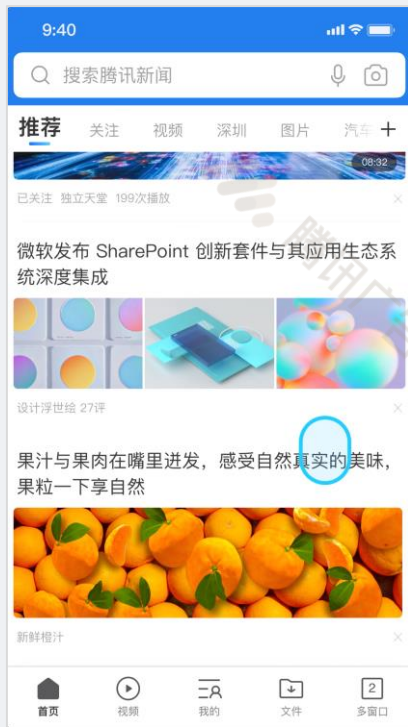 9:40
搜索腾讯新闻
推荐 关注 视频 深圳 图片 汽车
08:32
已关注 独立天堂 199次播放
腾讯广
微软发布 SharePoint 创新套件与其应用生态系
统深度集成
设计浮世绘 27评
果汁与果肉在嘴里迸发，感受自然真实的美味，
果粒一下享自然
新鲜橙汁
首页 视频 我的 文件 2 多窗口